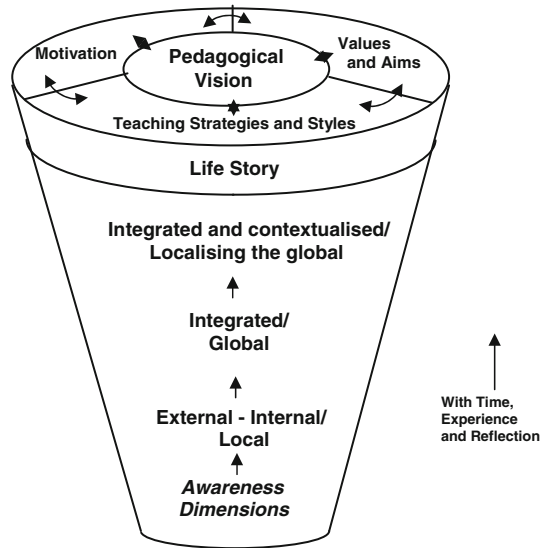 Motivation
Pedagogical
Vision
Values
and Aims
Teaching Strategies and Styles
Life Story
Integrated and contextualised/
Localising the global
Integrated/
Global
External - Internal/
Local
Awareness
Dimensions
With Time,
Experience
and Reflection